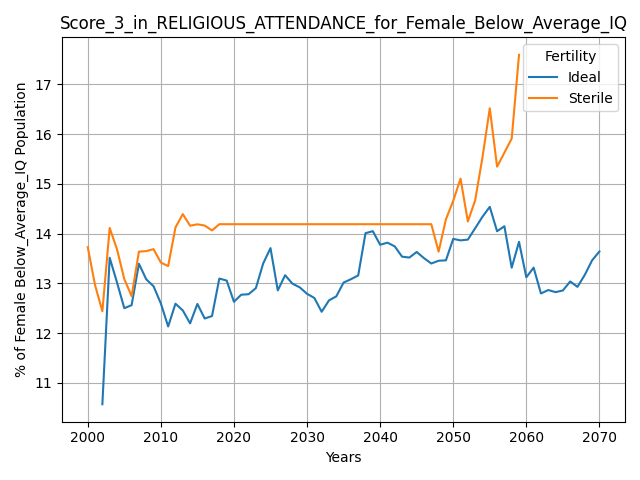 Score_3_in_RELIGIOUS_ATTENDANCE_for_Female_Below_Average_IQ
Fertility
Ideal
Sterile
% of Female Below_Average_IQ Population
17
16
15
14
13
12
11
2000 2010 2020 2030 2040 2050 2060 2070
Years